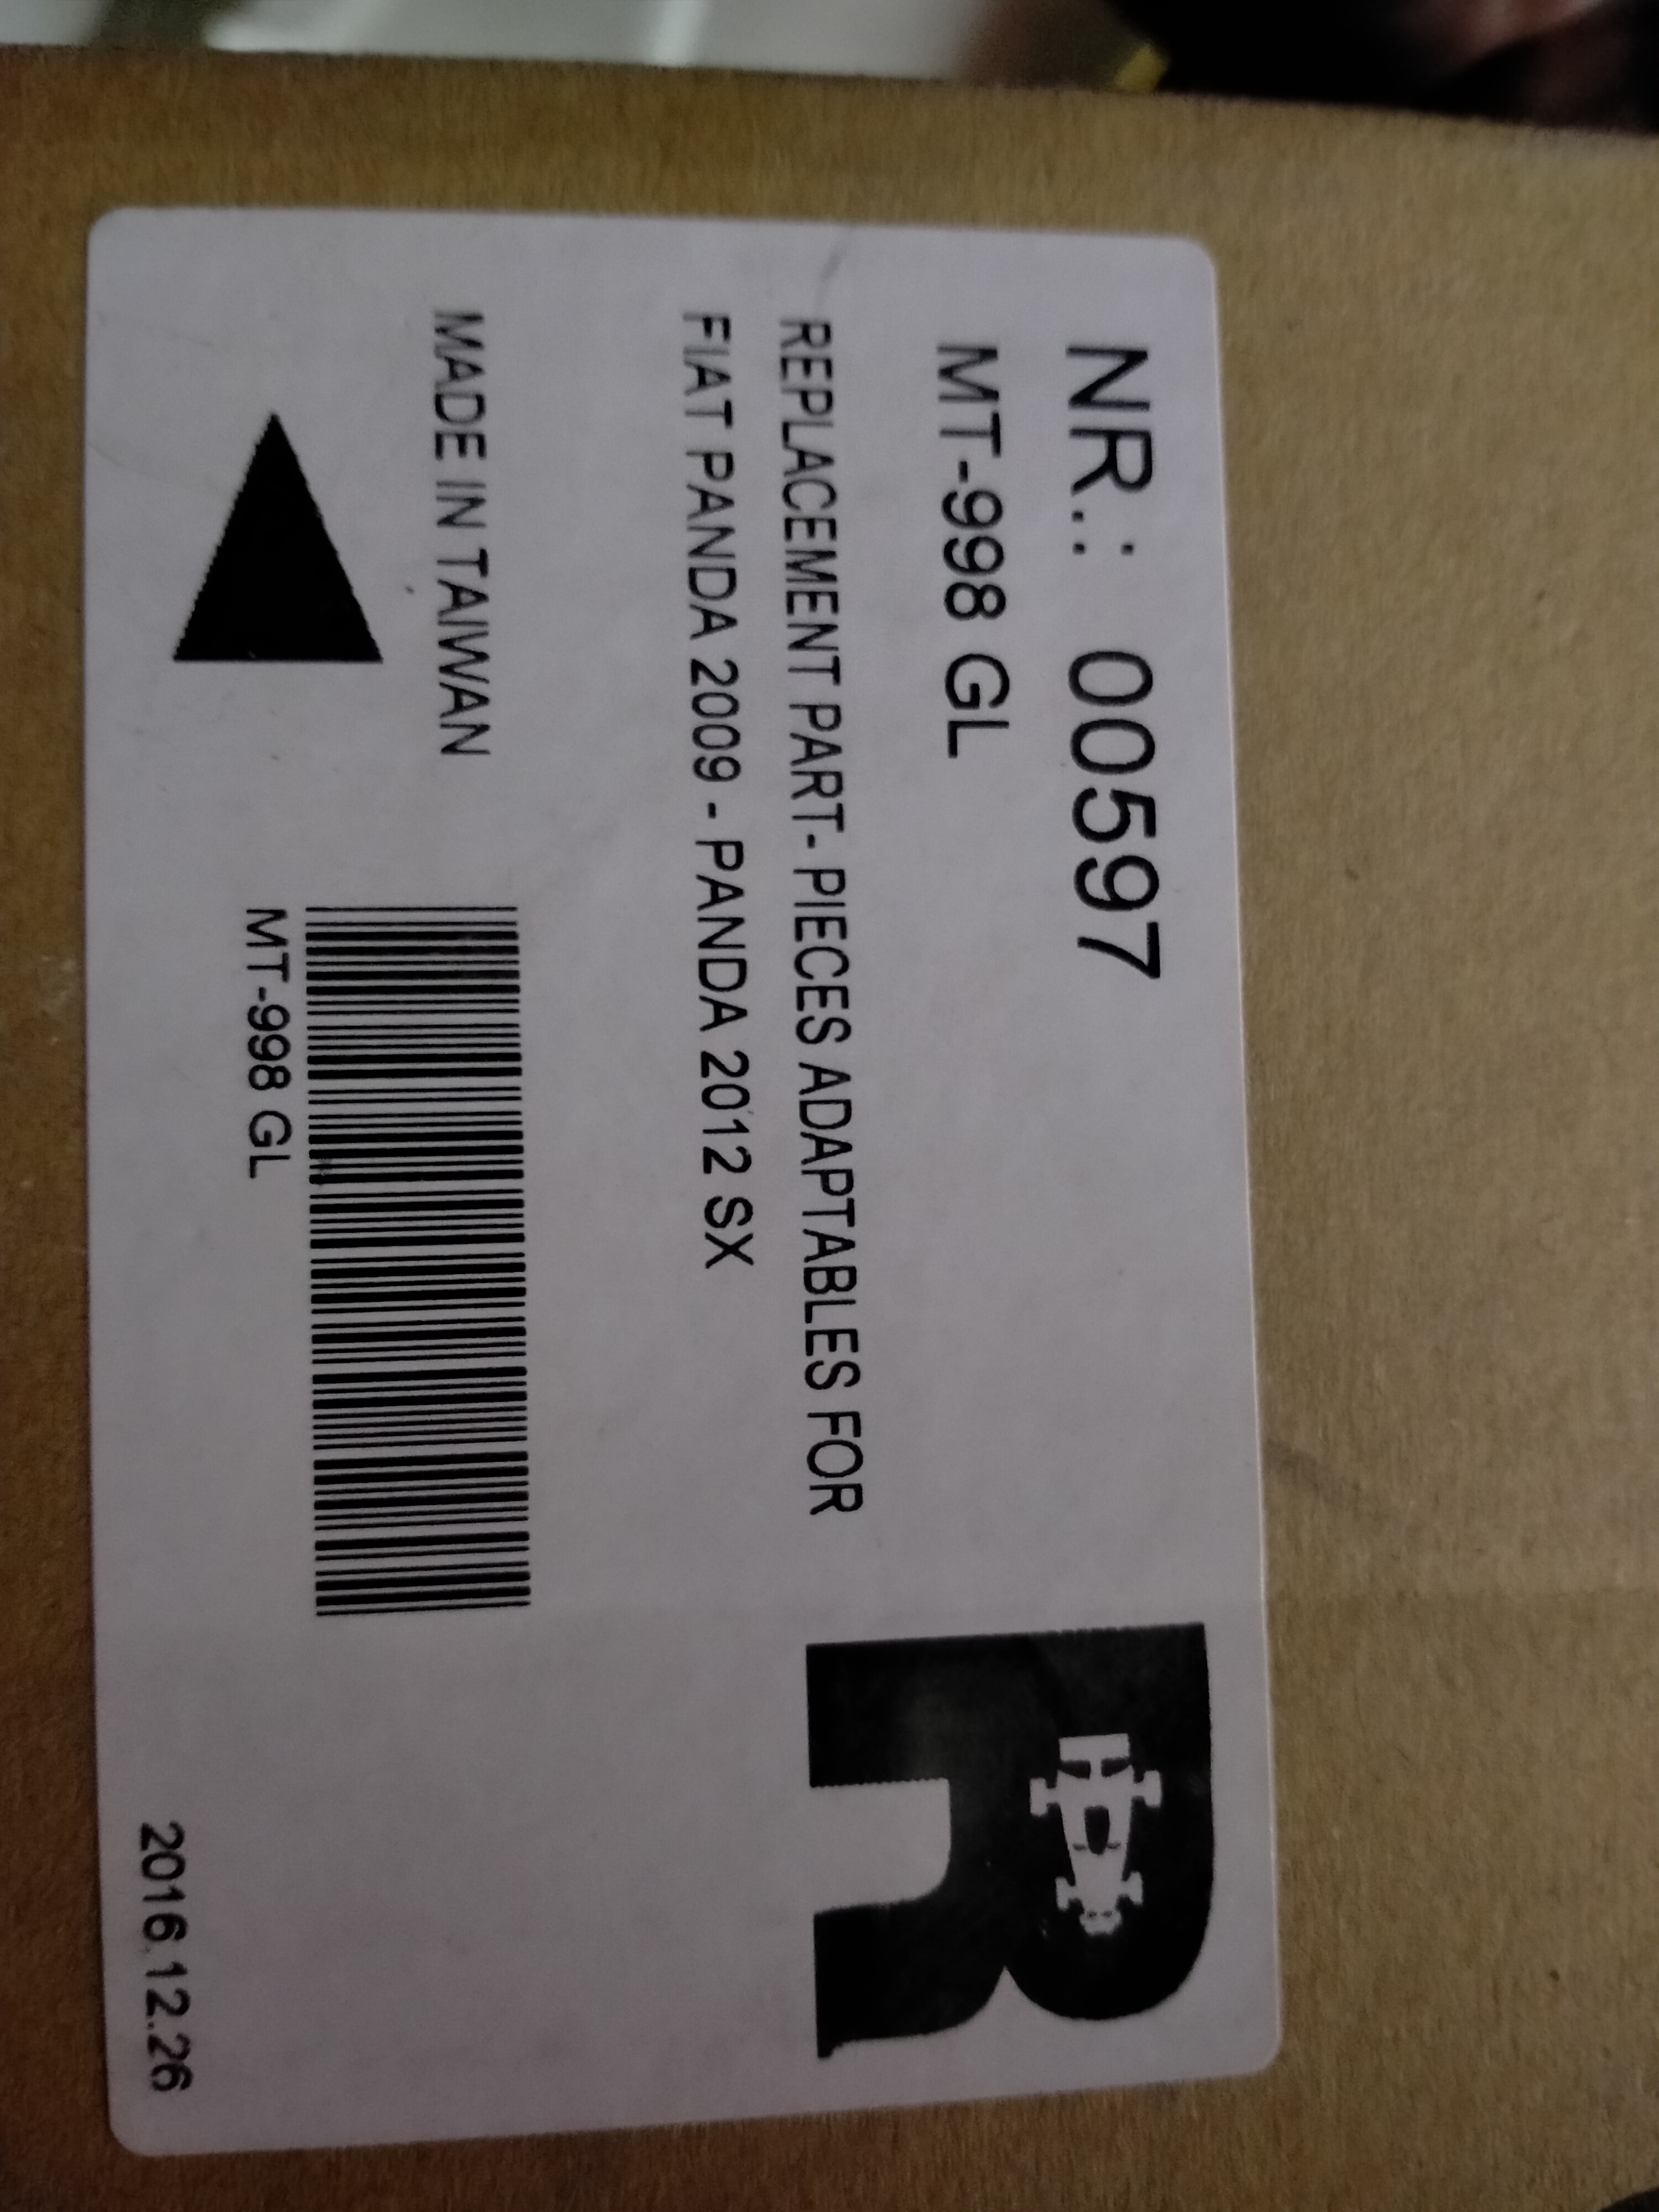 NR.: 00597
MT-998 GL
REPLACEMENT PART- PIECES ADAPTABLES FOR
FIAT PANDA 2009 - PANDA 2012 SX
MADE IN TAIWAN
MT-998 GL
2016.12.26
R